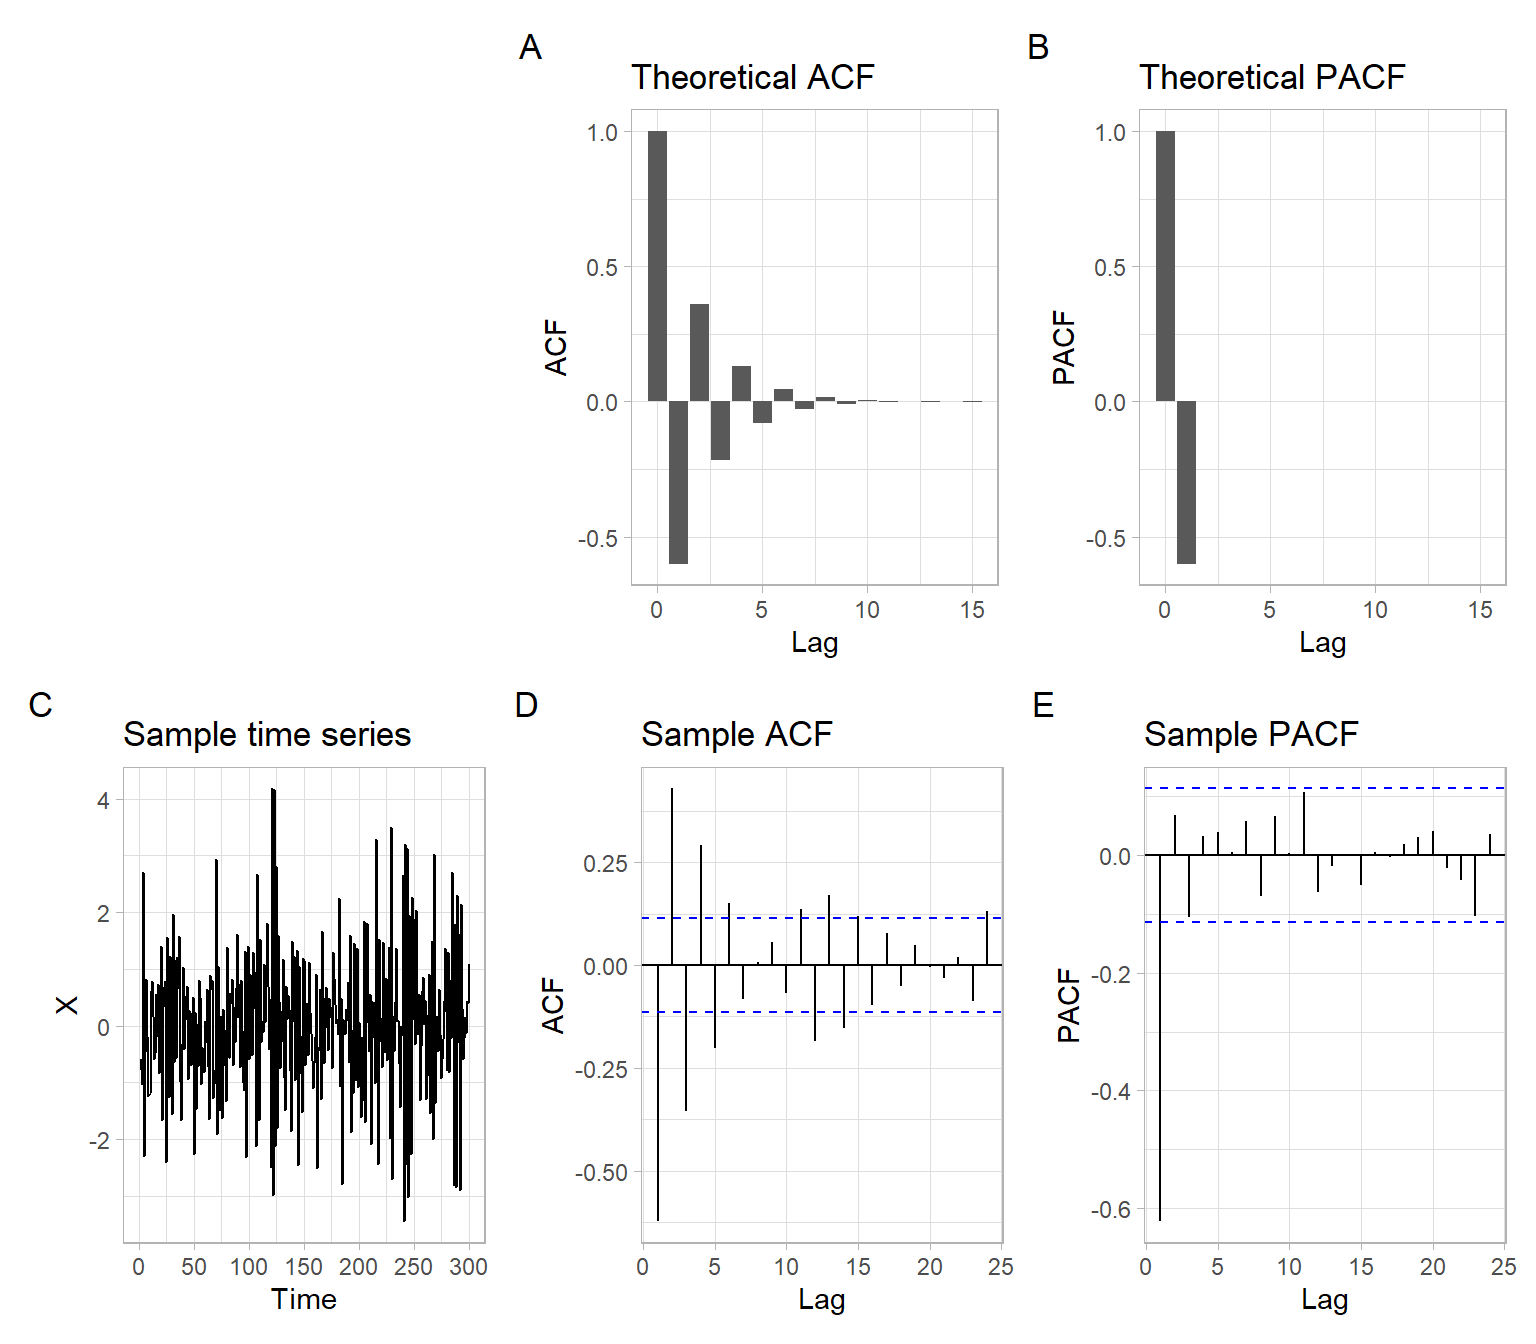 A
Theoretical ACF
1.0
0.5
0.0
-0.5
ACF
0 5 10 15
Lag
B
Theoretical PACF
1.0
0.5
0.0
-0.5
PACF
0 5 10 15
Lag
C
Sample time series
4
2
0
-2
X
0 50 100 150 200 250 300
Time
D
Sample ACF
0.25
0.00
-0.25
-0.50
ACF
0 5 10 15 20 25
Lag
E
Sample PACF
0.0
-0.2
-0.4
-0.6
PACF
0 5 10 15 20 25
Lag